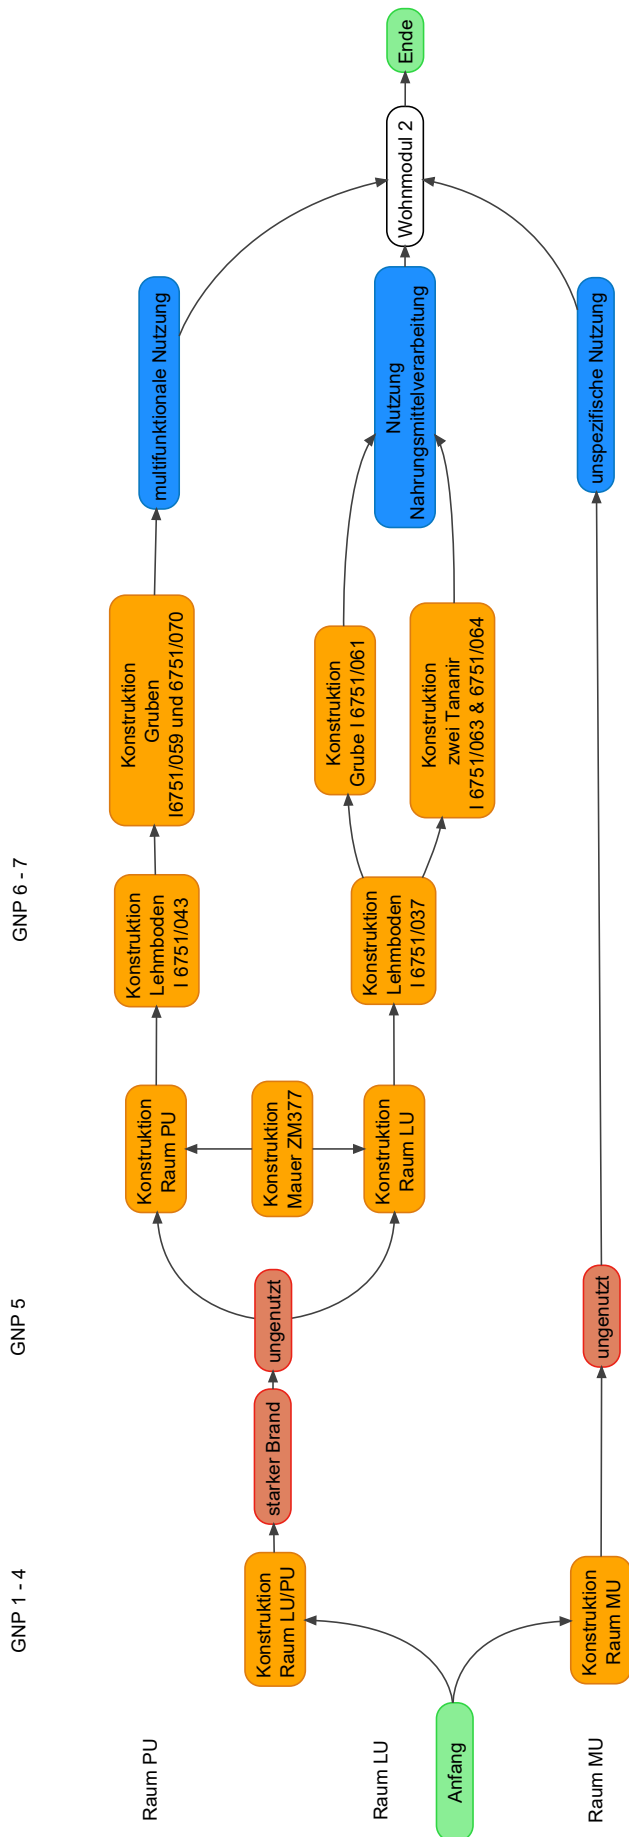 GNP 1 - 4
GNP 5
GNP 6 - 7
Raum PU
Konstruktion
Raum PU
Konstruktion
Lehmboden
I 6751/043
Konstruktion
Gruben
I6751/059 und 6751/070
multifunktionale Nutzung
Konstruktion
Raum LU/PU
starker Brand
ungenutzt
Konstruktion
Mauer ZM377
Raum LU
Konstruktion
Raum LU
Konstruktion
Lehmboden
I 6751/037
Konstruktion
Grube I 6751/061
Konstruktion
zwei Tananir
I 6751/063 & 6751/064
Nutzung
Nahrungsmittelverarbeitung
Wohnmodul 2
Ende
Anfang
Raum MU
Konstruktion
Raum MU
ungenutzt
unspezifische Nutzung